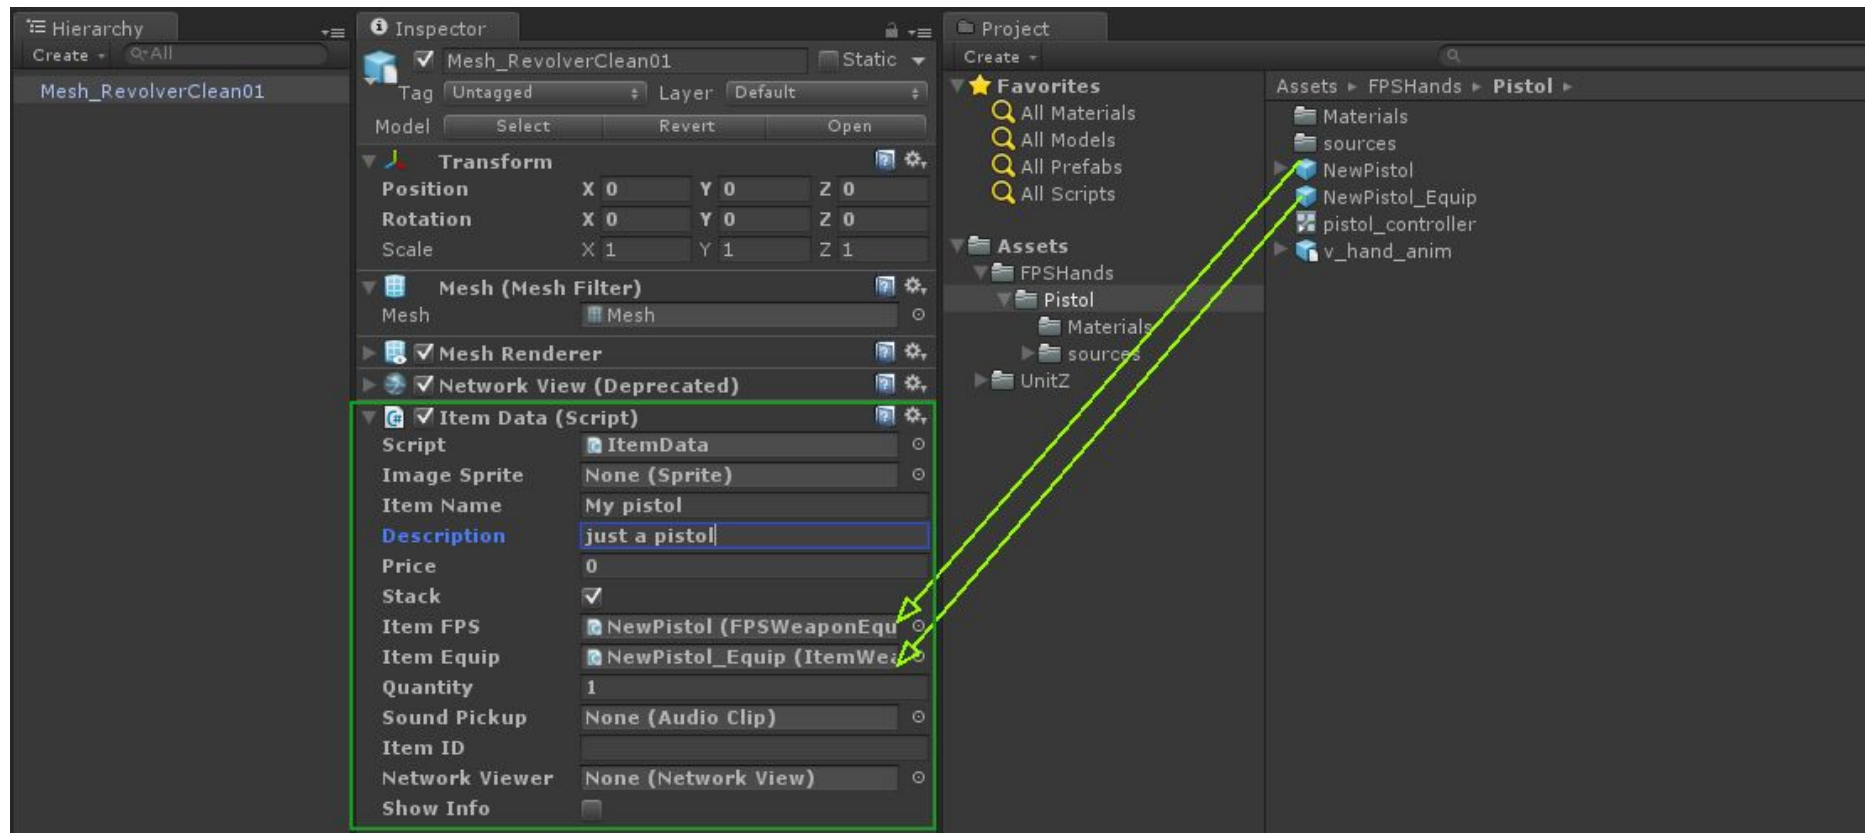 Hierarchy
Create
All
Mesh_RevolverClean01
Inspector
Mesh_RevolverClean01
Static
Tag Untagged Layer Default
Model Select Revert Open
Transform
Position X 0 Y 0 Z 0
Rotation X 0 Y 0 Z 0
Scale X 1 Y 1 Z 1
Mesh (Mesh Filter)
Mesh Mesh
Mesh Renderer
Network View (Deprecated)
Item Data (Script)
Script ItemData
Image Sprite None (Sprite)
Item Name My pistol
Description just a pistol
Price 0
Stack
Item FPS NewPistol (FPSWeaponEqu
Item Equip NewPistol_Equip (ItemWea
Quantity 1
Sound Pickup None (Audio Clip)
Item ID
Network Viewer None (Network View)
Show Info
Project
Create
Favorites
All Materials
All Models
All Prefabs
All Scripts
Assets
FPSHands
Pistol
Materials
sources
UnitZ
Assets FPSHands Pistol
Materials
sources
NewPistol
NewPistol_Equip
pistol_controller
v_hand_anim